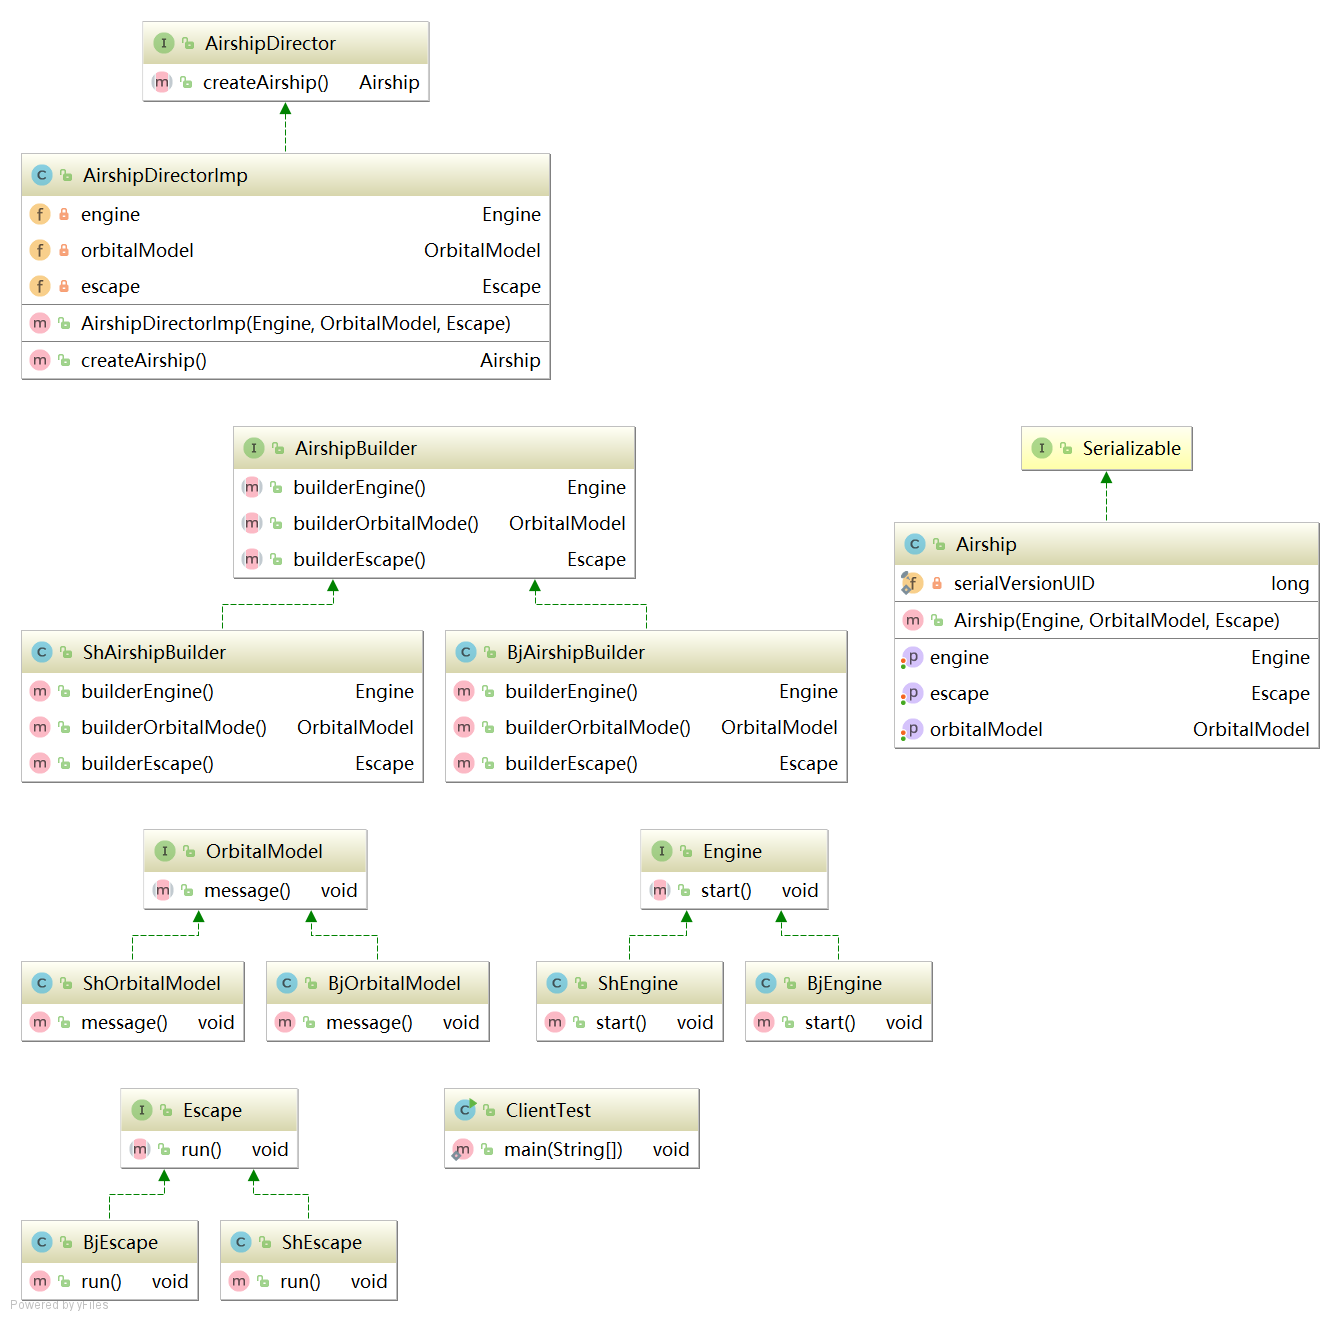 AirshipDirector
createAirship() Airship
AirshipDirectorImp
engine Engine
orbitalModel OrbitalModel
escape Escape
AirshipDirectorImp(Engine, OrbitalModel, Escape)
createAirship() Airship
AirshipBuilder
builderEngine() Engine
builderOrbitalMode() OrbitalModel
builderEscape() Escape
Serializable
Airship
serialVersionUID long
Airship(Engine, OrbitalModel, Escape)
engine Engine
escape Escape
orbitalModel OrbitalModel
ShAirshipBuilder
builderEngine() Engine
builderOrbitalMode() OrbitalModel
builderEscape() Escape
BjAirshipBuilder
builderEngine() Engine
builderOrbitalMode() OrbitalModel
builderEscape() Escape
OrbitalModel
message() void
Engine
start() void
ShOrbitalModel
message() void
BjOrbitalModel
message() void
ShEngine
start() void
BjEngine
start() void
Escape
run() void
ClientTest
main(String[]) void
BjEscape
run() void
ShEscape
run() void
Powered by yFiles